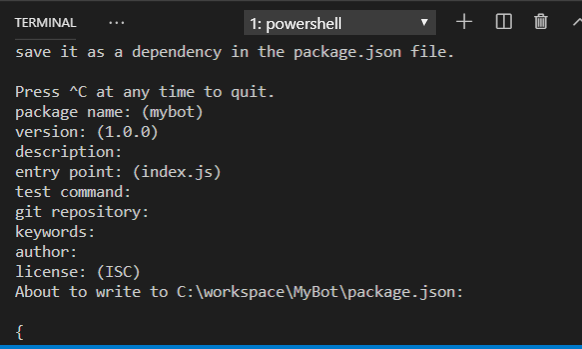 TERMINAL ... 1: powershell
save it as a dependency in the package.json file.
Press ^C at any time to quit.
package name: (mybot)
version: (1.0.0)
description:
entry point: (index.js)
test command:
git repository:
keywords:
author:
license: (ISC)
About to write to C:\workspace\MyBot\package.json:
{